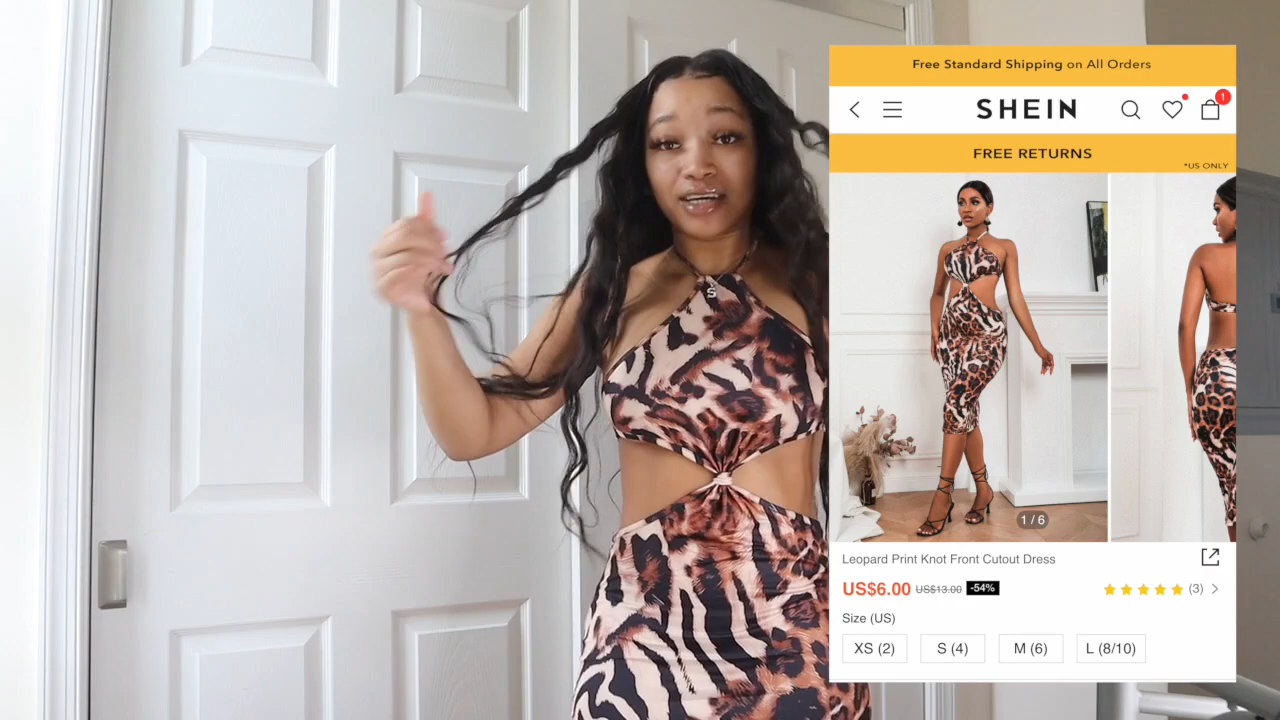 Free Standard Shipping on All Orders
SHEIN
1
FREE RETURNS
*US ONLY
S
1 / 6
Leopard Print Knot Front Cutout Dress
US$6.00 US$13.00 -54%
(3)
Size (US)
XS (2) S (4) M (6) L (8/10)